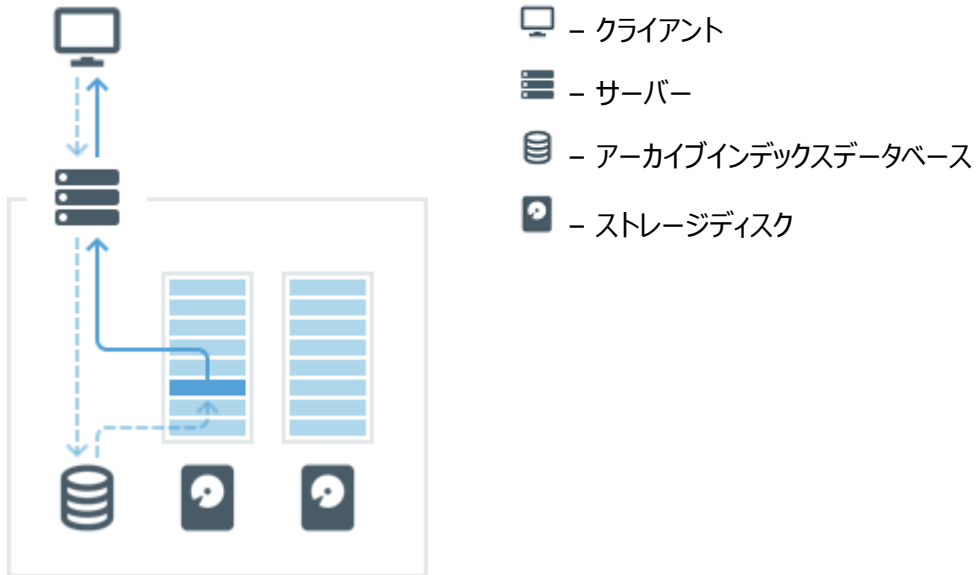 – クライアント
– サーバー
– アーカイブインデックスデータベース
– ストレージディスク